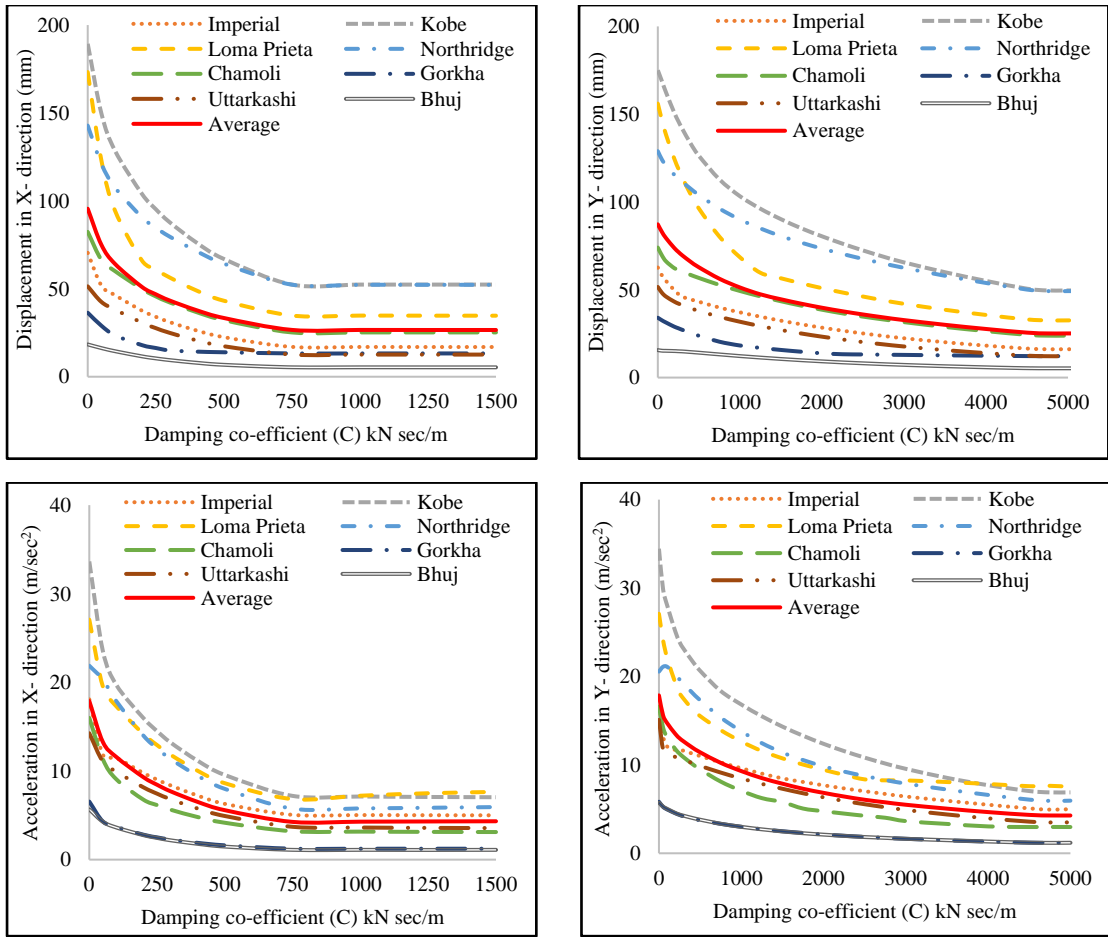 200
150
100
50
0
Displacement in X- direction (mm)
Imperial
Kobe
Loma Prieta
Northridge
Chamoli
Gorkha
Uttarkashi
Bhuj
Average
0 250 500 750 1000 1250 1500
Damping co-efficient (C) kN sec/m
200
150
100
50
0
Displacement in Y- direction (mm)
Imperial
Kobe
Loma Prieta
Northridge
Chamoli
Gorkha
Uttarkashi
Bhuj
Average
0 1000 2000 3000 4000 5000
Damping co-efficient (C) kN sec/m
40
30
20
10
0
Acceleration in X- direction (m/sec²)
Imperial
Kobe
Loma Prieta
Northridge
Chamoli
Gorkha
Uttarkashi
Bhuj
Average
0 250 500 750 1000 1250 1500
Damping co-efficient (C) kN sec/m
40
30
20
10
0
Acceleration in Y- direction (m/sec²)
Imperial
Kobe
Loma Prieta
Northridge
Chamoli
Gorkha
Uttarkashi
Bhuj
Average
0 1000 2000 3000 4000 5000
Damping co-efficient (C) kN sec/m